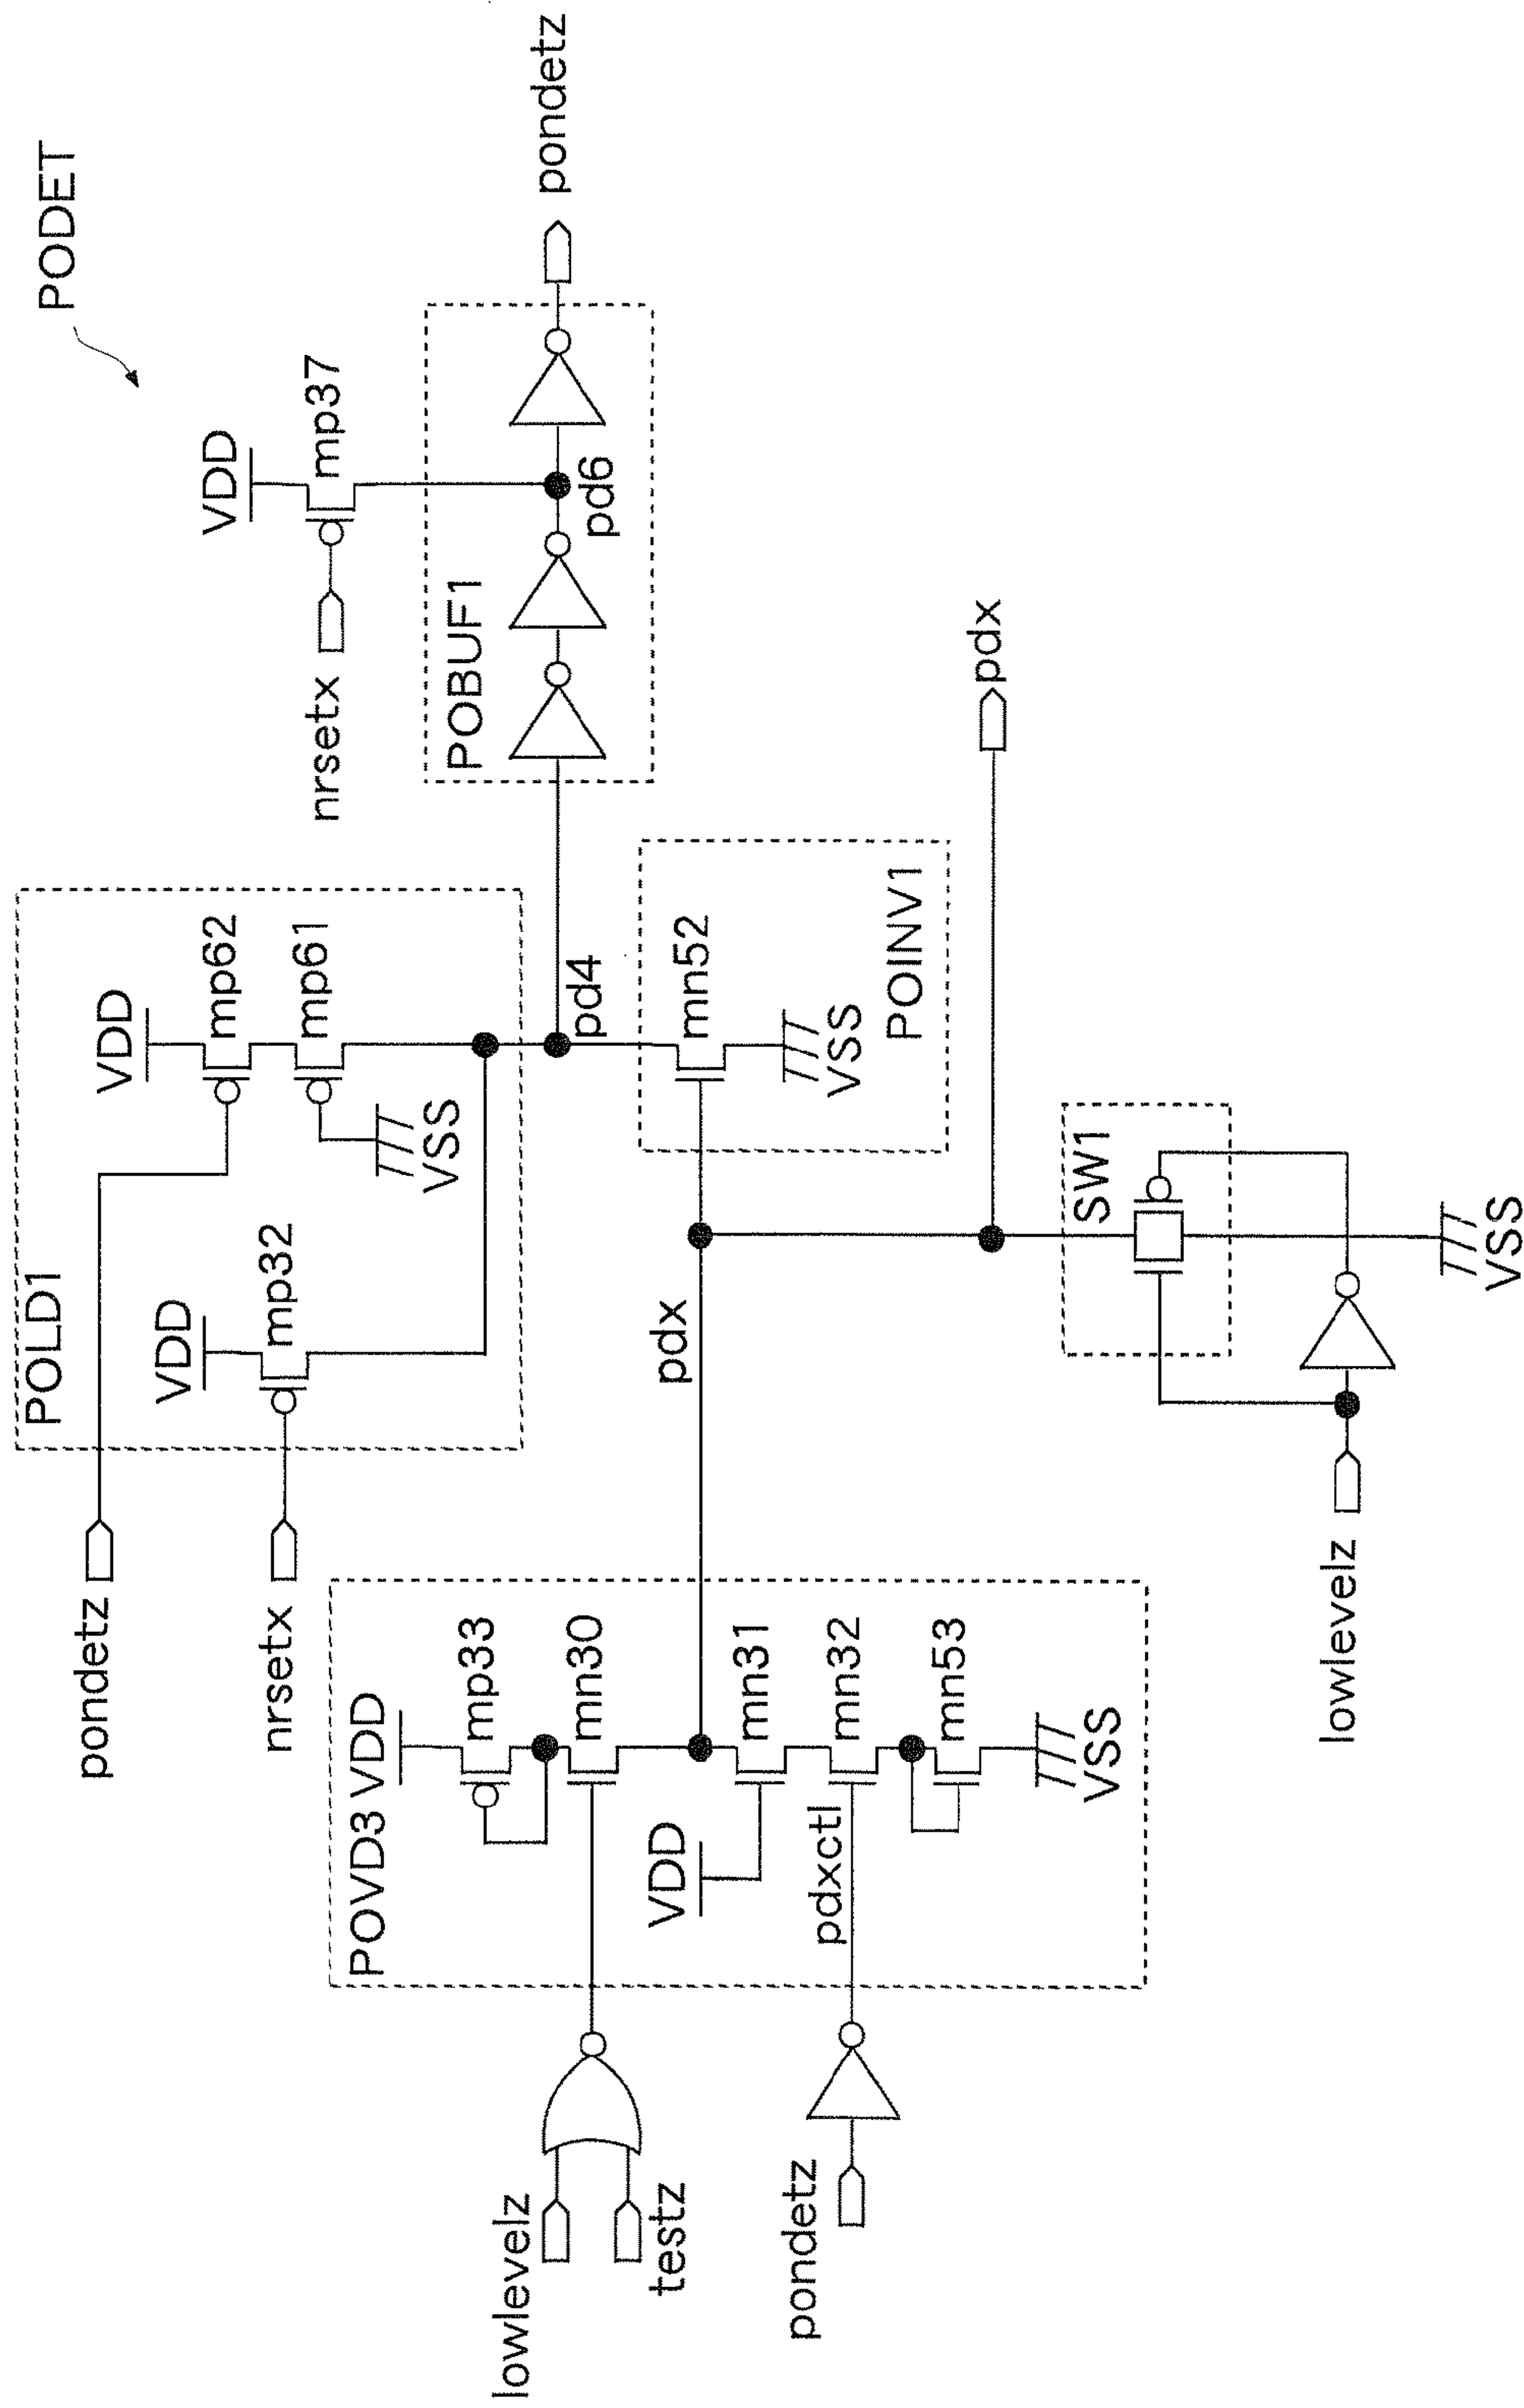 PODET
POLD1
VDD
mp62
mp61
VSS
VDD
mp32
pondetz
nrsetx
VDD
mp37
nrsetx
POBUF1
pd6
pondetz
pd4
mn52
VSS
POINV1
POVD3
VDD
mp33
mn30
VDD
mn31
pdxctl
mn32
mn53
VSS
lowlevelz
testz
pondetz
pdx
pdx
SW1
lowlevelz
VSS